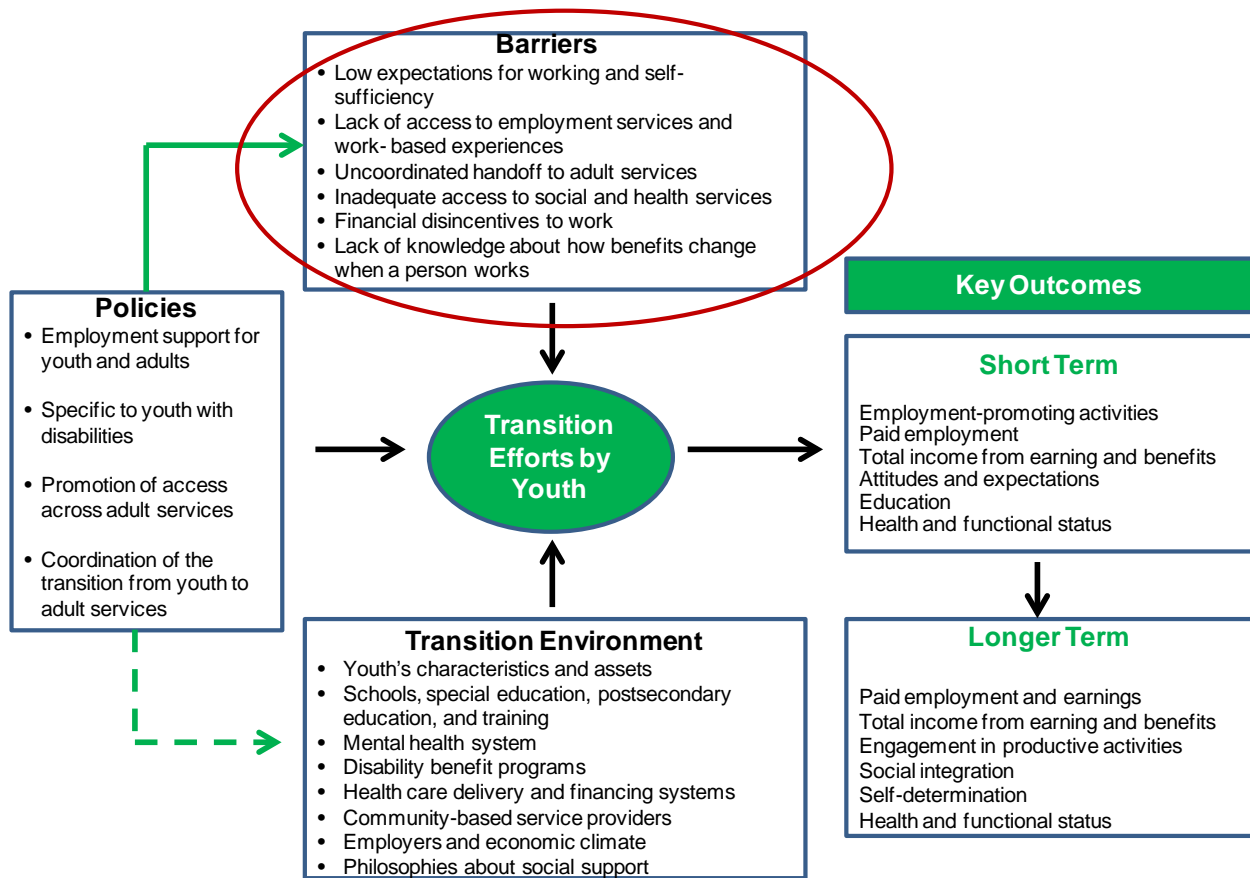 Barriers
• Low expectations for working and self-
sufficiency
• Lack of access to employment services and
work- based experiences
• Uncoordinated handoff to adult services
• Inadequate access to social and health services
• Financial disincentives to work
• Lack of knowledge about how benefits change
when a person works
Policies
• Employment support for
youth and adults
• Specific to youth with
disabilities
• Promotion of access
across adult services
• Coordination of the
transition from youth to
adult services
Transition
Efforts by
Youth
Transition Environment
• Youth's characteristics and assets
• Schools, special education, postsecondary
education, and training
• Mental health system
• Disability benefit programs
• Health care delivery and financing systems
• Community-based service providers
• Employers and economic climate
• Philosophies about social support
Key Outcomes
Short Term
Employment-promoting activities
Paid employment
Total income from earning and benefits
Attitudes and expectations
Education
Health and functional status
Longer Term
Paid employment and earnings
Total income from earning and benefits
Engagement in productive activities
Social integration
Self-determination
Health and functional status